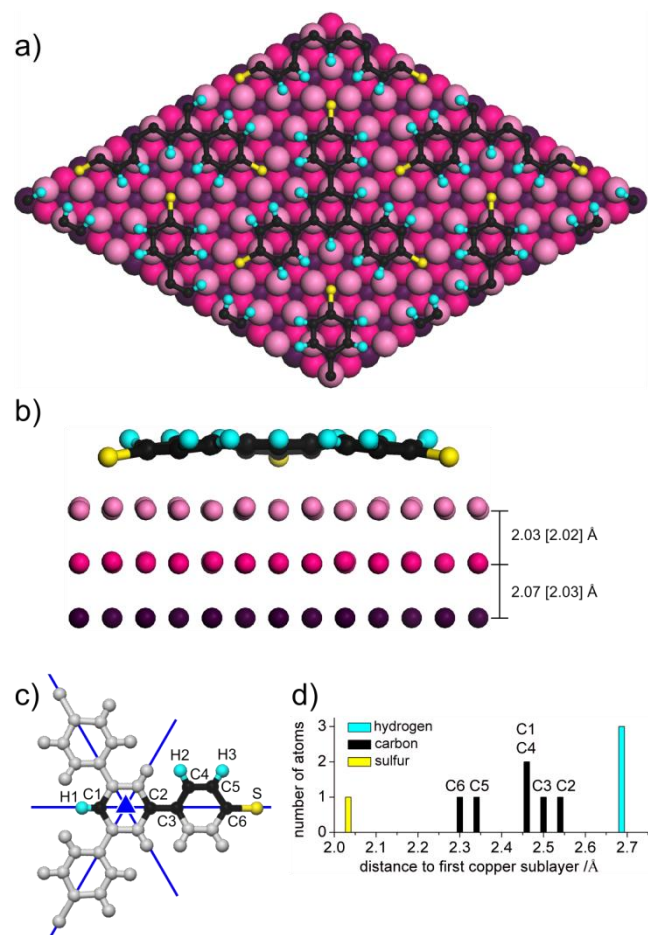 a)
b)
2.03 [2.02] Å
2.07 [2.03] Å
c)
H2 H3
C4
C5
H1 C1 C2 S
C3 C6
d)
number of atoms
3
2
1
0
hydrogen
carbon
sulfur
C1
C4
C6 C5 C3 C2
2.0 2.1 2.2 2.3 2.4 2.5 2.6 2.7
distance to first copper sublayer /Å